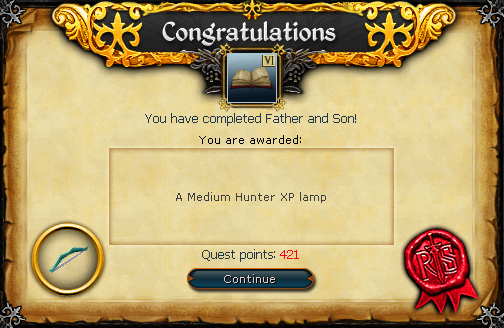 Congratulations
VI
You have completed Father and Son!
You are awarded:
A Medium Hunter XP lamp
Quest points: 421
Continue
RS